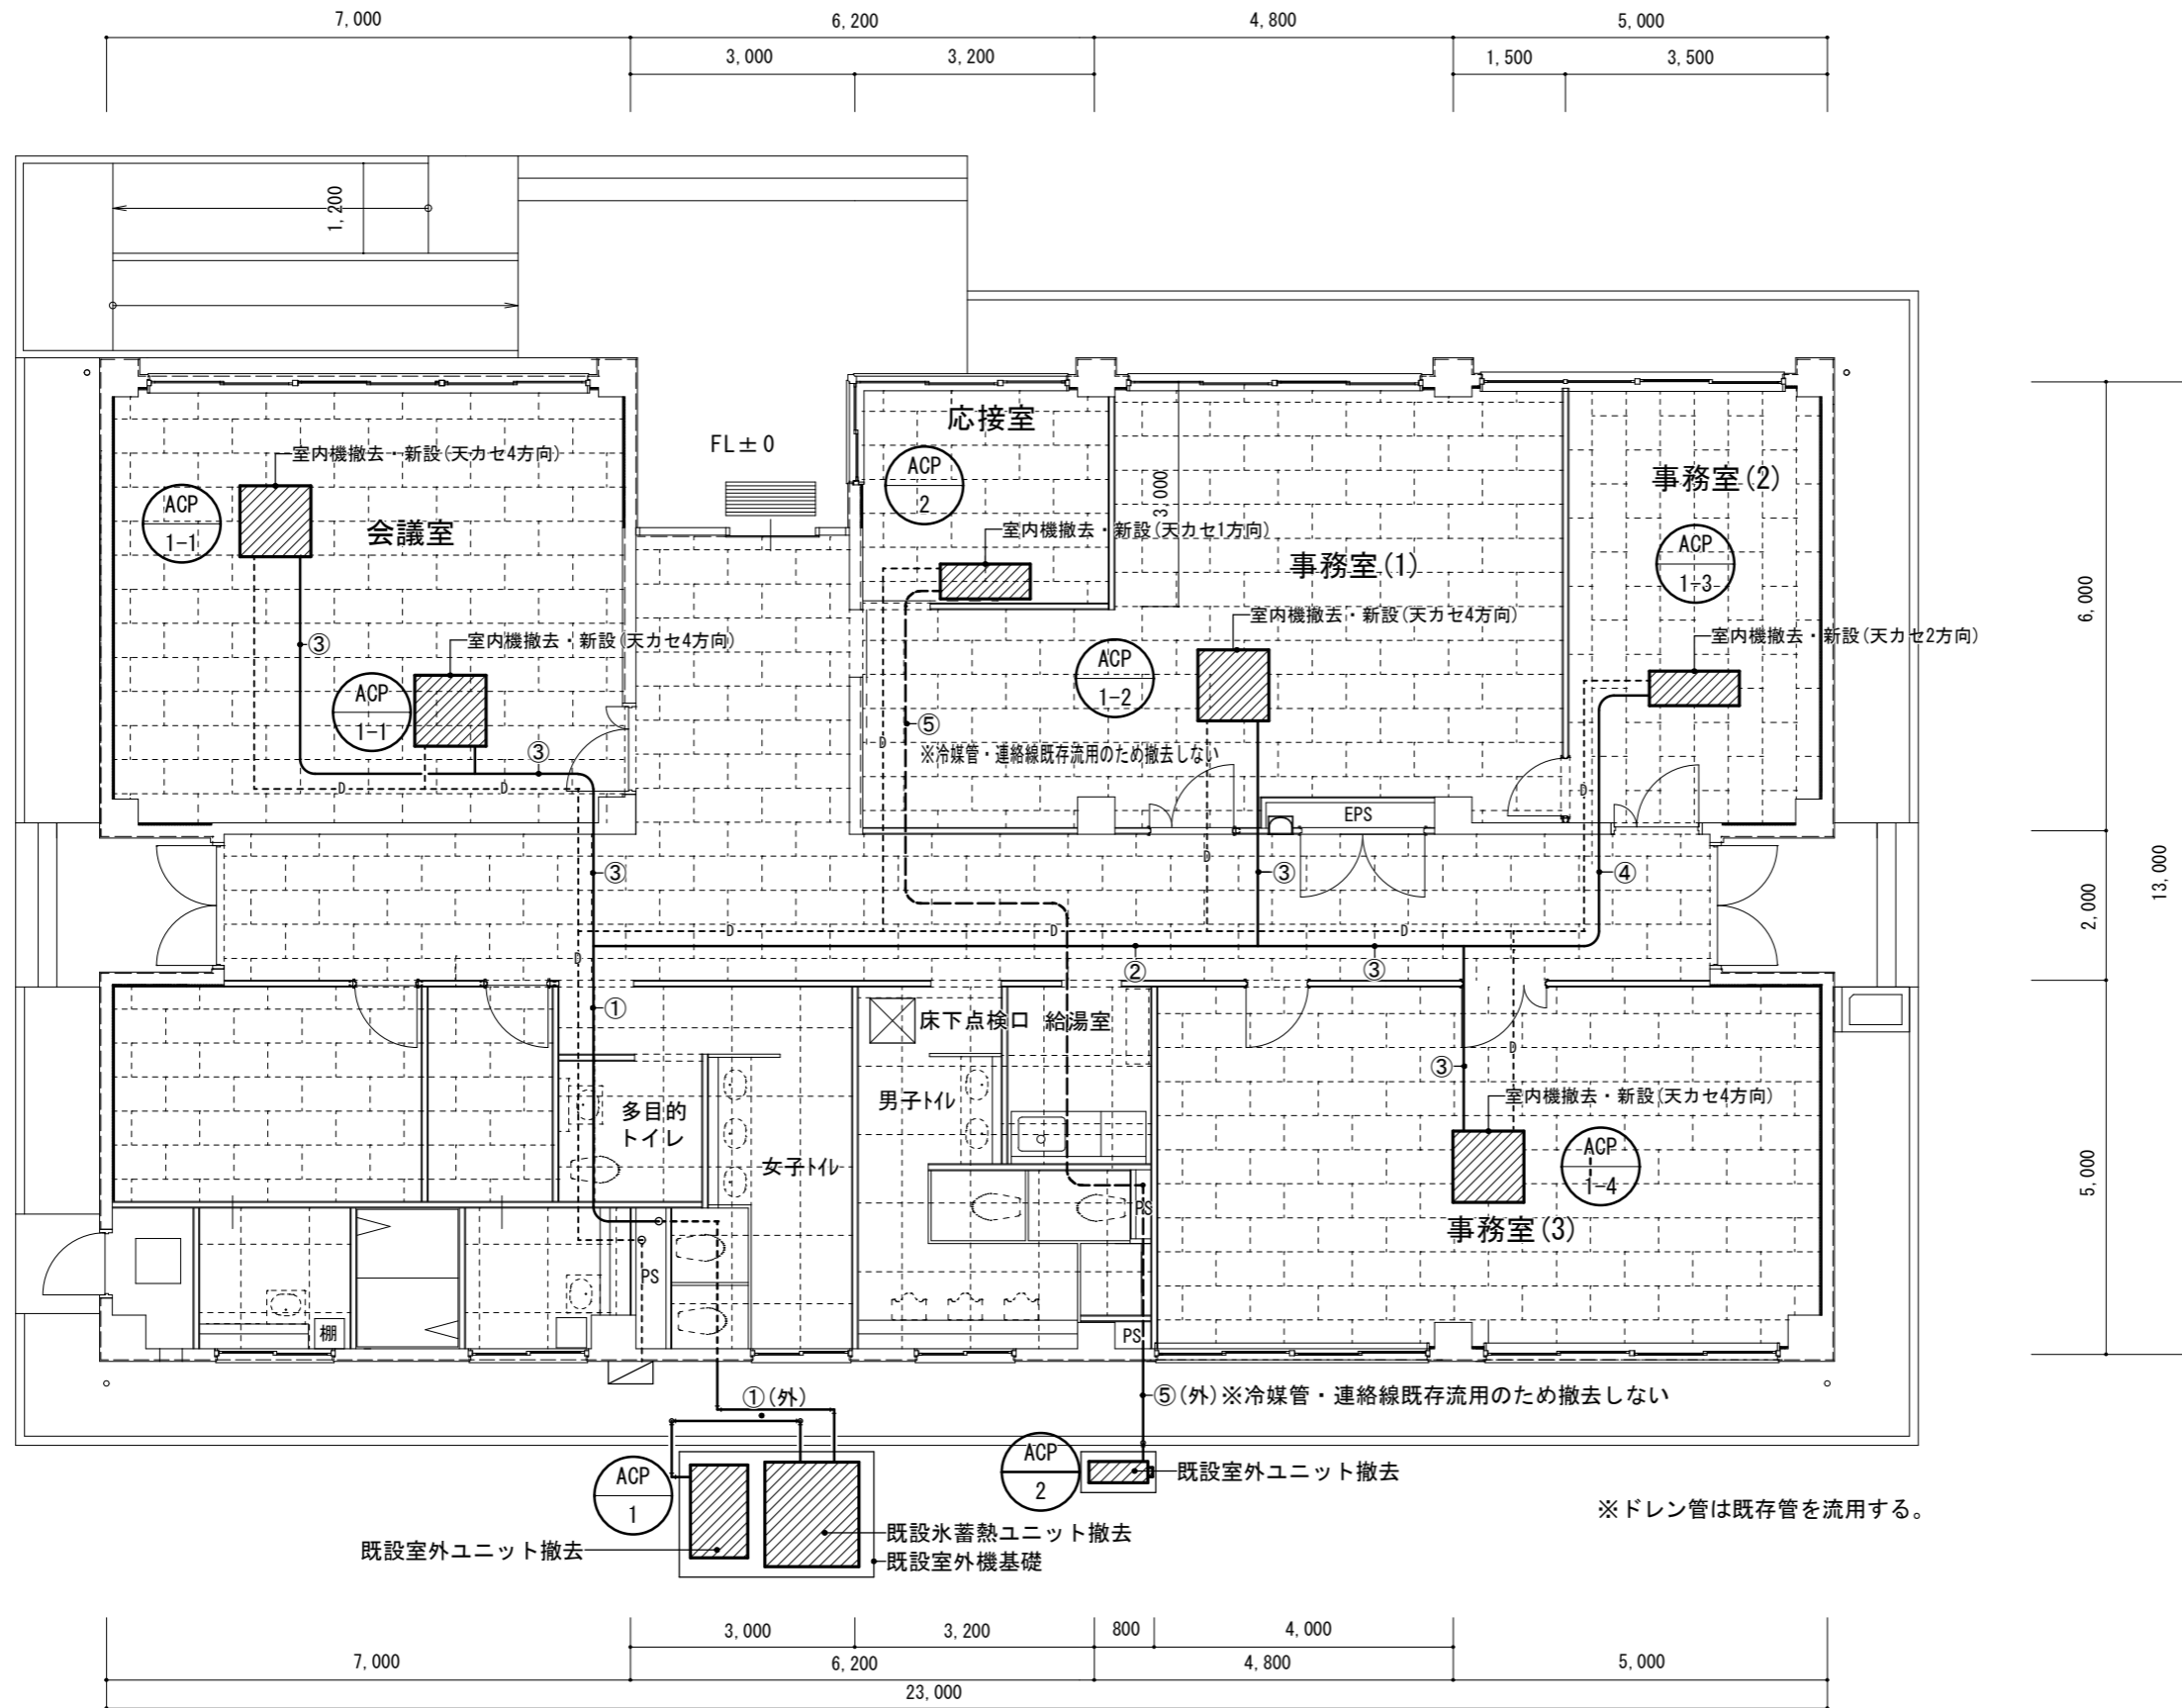 7,000
6,200
4,800
5,000
3,000
3,200
1,500
3,500
1,200
FL±0
応接室
ACP
2
室内機撤去・新設(天カセ1方向)
室内機撤去・新設(天カセ4方向)
ACP
1-1
会議室
3,000
事務室(2)
ACP
1-3
事務室(1)
室内機撤去・新設(天カセ4方向)
室内機撤去・新設(天カセ2方向)
6,000
③
室内機撤去・新設(天カセ4方向)
ACP
1-1
ACP
1-2
③
⑤
※冷媒管・連絡線既存流用のため撤去しない
D
D
D
D
EPS
③
D
③
④
2,000
13,000
D
D
D
D
②
③
①
床下点検口
給湯室
D
③
多目的
トイレ
男子トイレ
女子トイレ
室内機撤去・新設(天カセ4方向)
ACP
1-4
事務室(3)
5,000
PS
PS
PS
棚
①(外)
⑤(外)※冷媒管・連絡線既存流用のため撤去しない
ACP
1
ACP
2
既設室外ユニット撤去
※ドレン管は既存管を流用する。
既設氷蓄熱ユニット撤去
既設室外ユニット撤去
既設室外機基礎
3,000
3,200
800
4,000
7,000
6,200
4,800
5,000
23,000